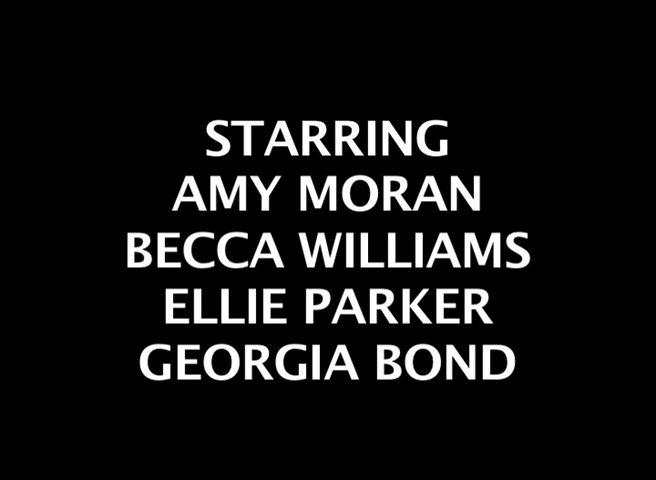 STARRING
AMY MORAN
BECCA WILLIAMS
ELLIE PARKER
GEORGIA BOND